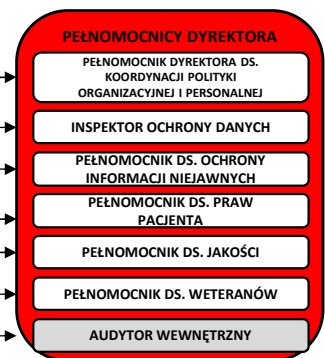 PEŁNOMOCNICY DYREKTORA
PEŁNOMOCNIK DYREKTORA DS.
KOORDYNACJI POLITYKI
ORGANIZACYJNEJ I PERSONALNEJ
INSPEKTOR OCHRONY DANYCH
PEŁNOMOCNIK DS. OCHRONY
INFORMACJI NIEJAWNYCH
PEŁNOMOCNIK DS. PRAW
PACJENTA
PEŁNOMOCNIK DS. JAKOŚCI
PEŁNOMOCNIK DS. WETERANÓW
AUDYTOR WEWNĘTRZNY